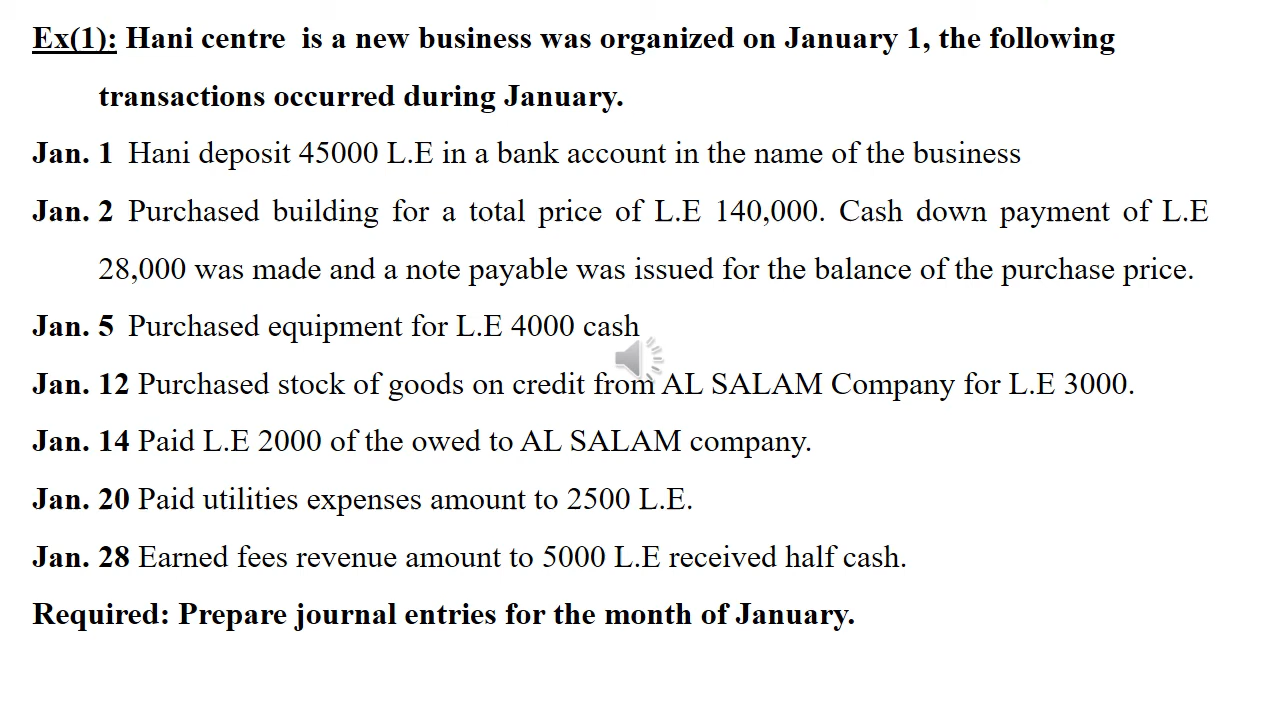 Ex(1): Hani centre is a new business was organized on January 1, the following
transactions occurred during January.
Jan. 1 Hani deposit 45000 L.E in a bank account in the name of the business
Jan. 2 Purchased building for a total price of L.E 140,000. Cash down payment of L.E
28,000 was made and a note payable was issued for the balance of the purchase price.
Jan. 5 Purchased equipment for L.E 4000 cash
Jan. 12 Purchased stock of goods on credit from AL SALAM Company for L.E 3000.
Jan. 14 Paid L.E 2000 of the owed to AL SALAM company.
Jan. 20 Paid utilities expenses amount to 2500 L.E.
Jan. 28 Earned fees revenue amount to 5000 L.E received half cash.
Required: Prepare journal entries for the month of January.